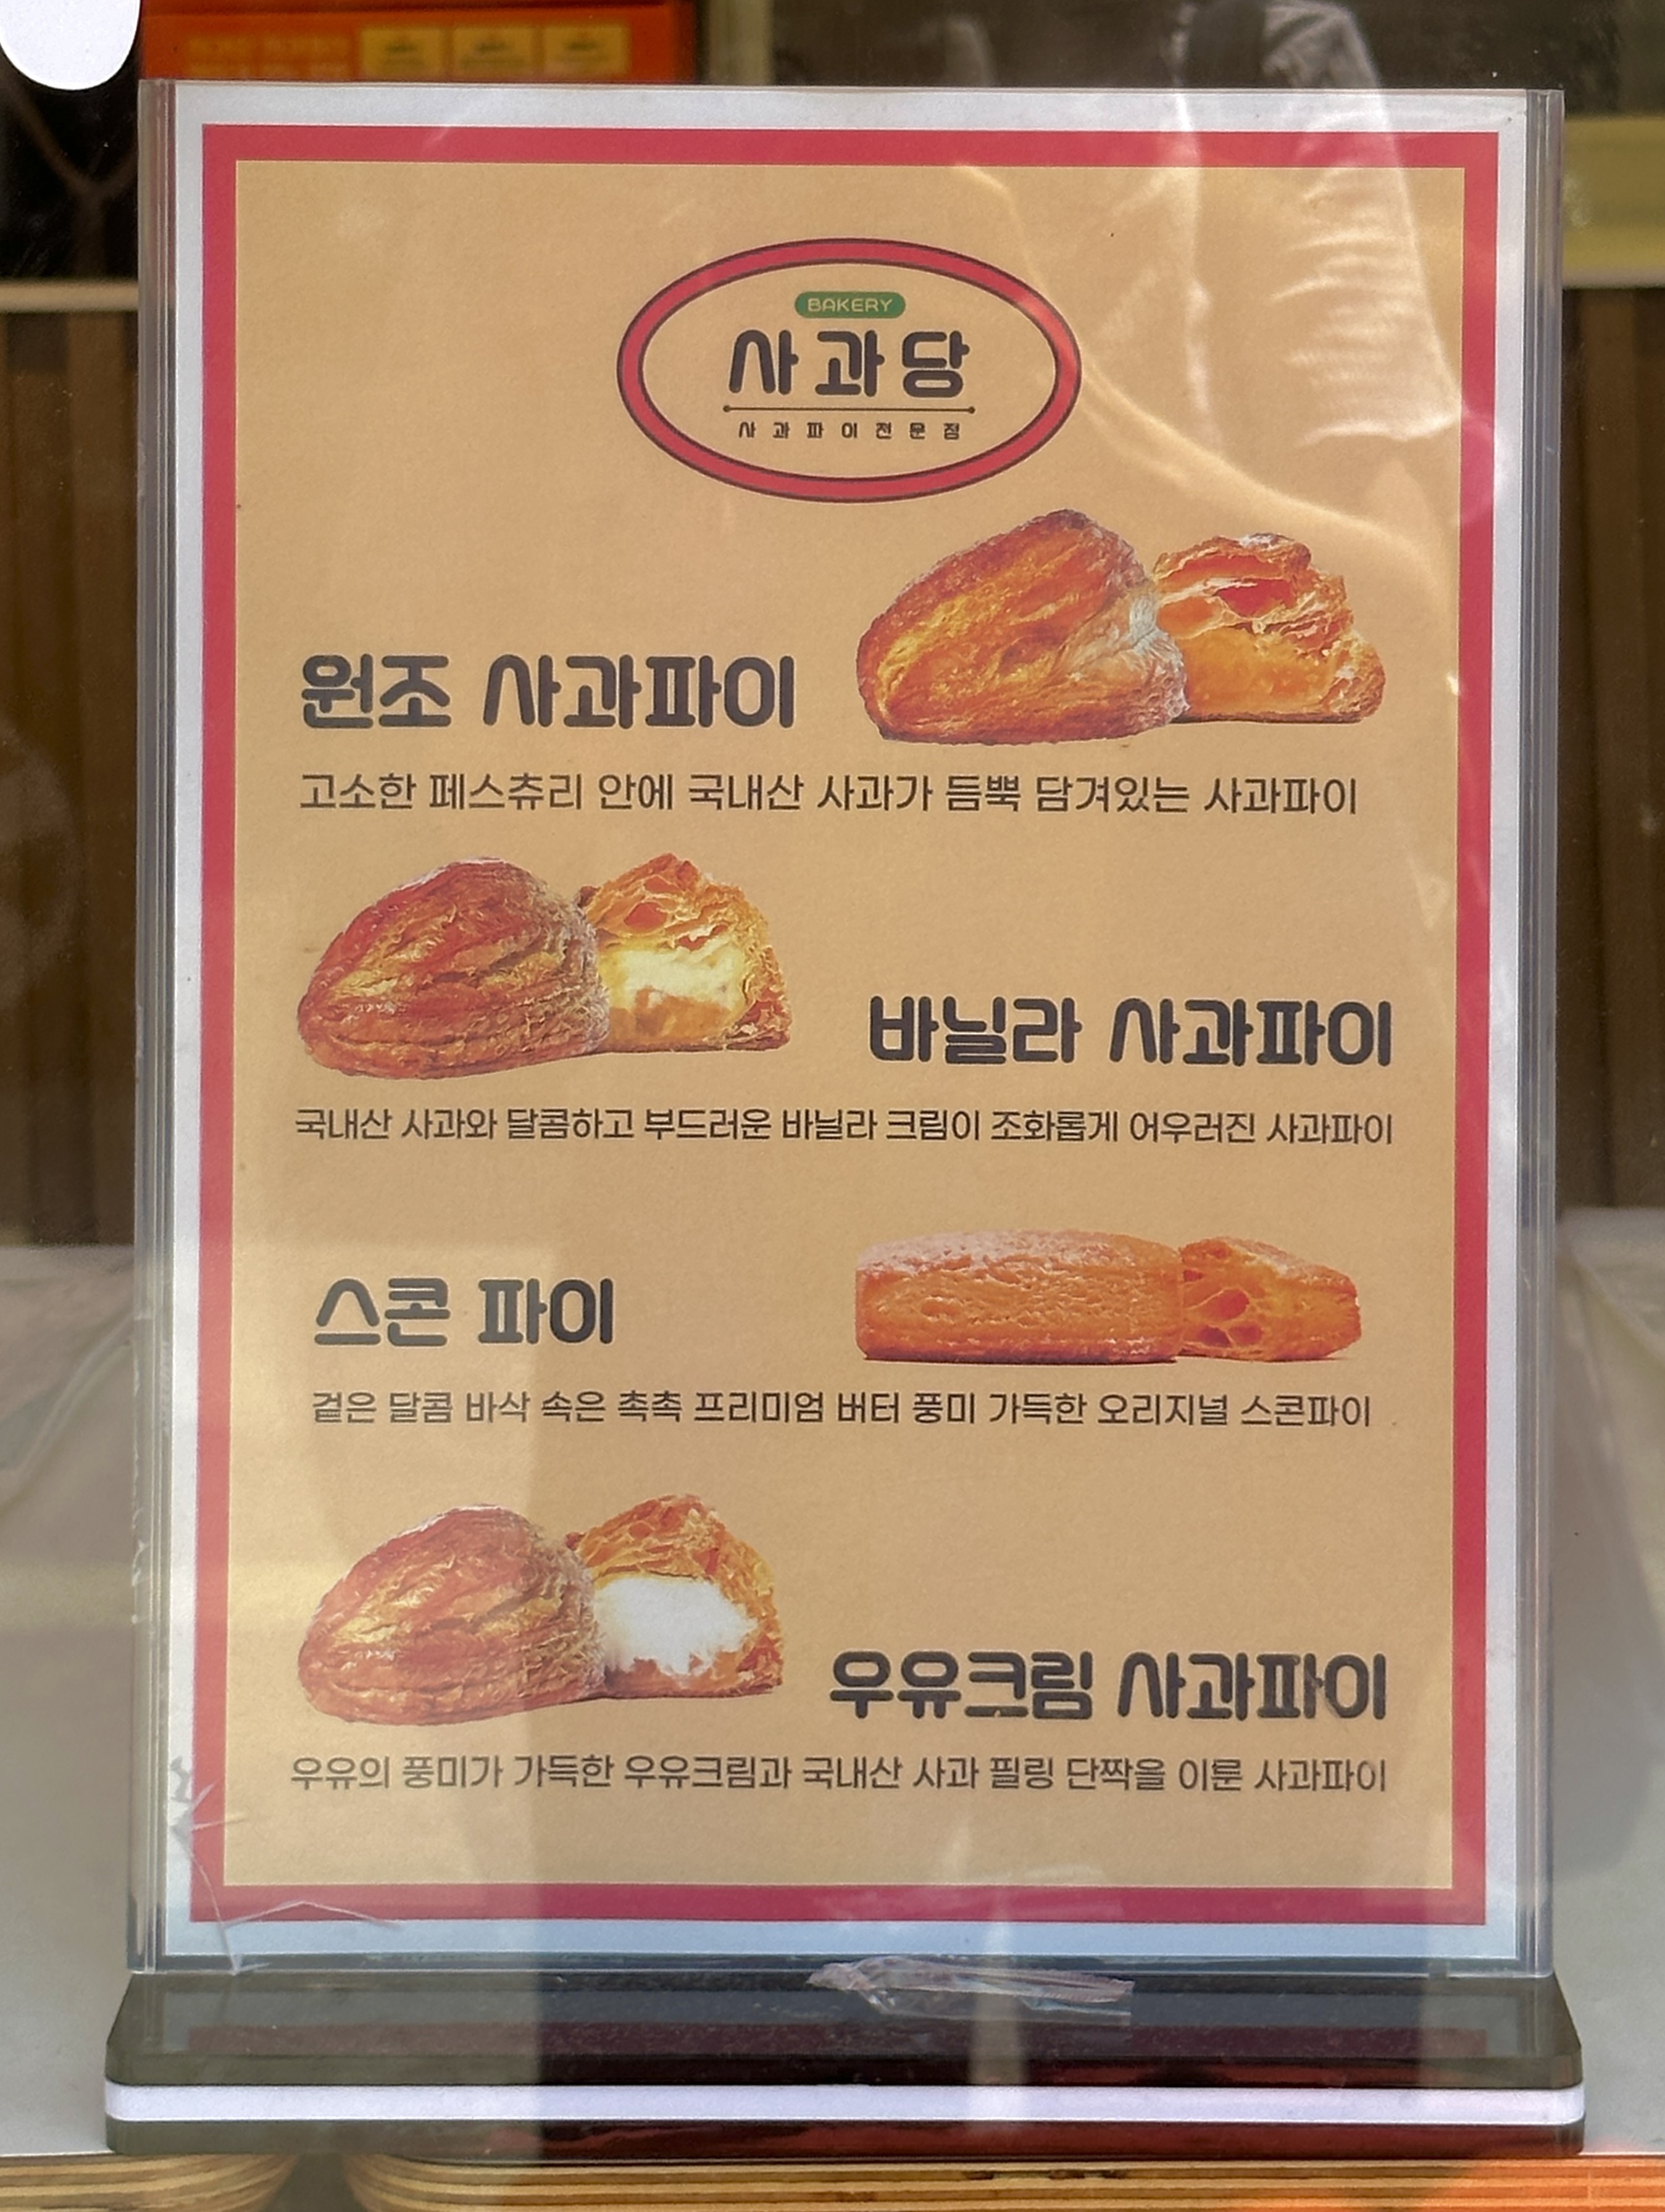 BAKERY
사과당
사과파이전문점
원조 사과파이
고소한 페스츄리 안에 국내산 사과가 듬뿍 담겨있는 사과파이
바닐라 사과파이
국내산 사과와 달콤하고 부드러운 바닐라 크림이 조화롭게 어우러진 사과파이
스콘 파이
겉은 달콤 바삭 속은 촉촉 프리미엄 버터 풍미 가득한 오리지널 스콘파이
우유크림 사과파이
우유의 풍미가 가득한 우유크림과 국내산 사과 필링 단짝을 이룬 사과파이